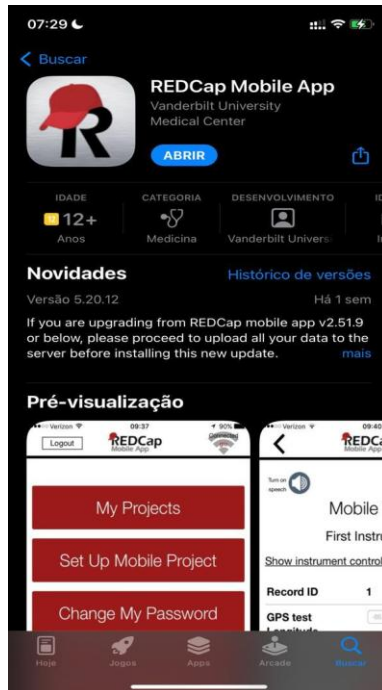 07:29
Buscar
REDCap Mobile App
Vanderbilt University
Medical Center
ABRIR
IDADE
CATEGORIA
DESENVOLVIMENTO
12+
Anos
Medicina
Vanderbilt Univers
Novidades
Histórico de versões
Versão 5.20.12
Há 1 sem
If you are upgrading from REDCap mobile app v2.51.9
or below, please proceed to upload all your data to the
server before installing this new update.
mais
Pré-visualização
Verizon
09:37
90%
Logout
REDCap
Mobile App
Connected
My Projects
Set Up Mobile Project
Change My Password
Verizon
09:40
REDCa
Mobile App
Turn on
speech
Mobile
First Instru
Show instrument control
Record ID
1
GPS test
Longitude
Hoje
Jogos
Apps
Arcade
Buscar